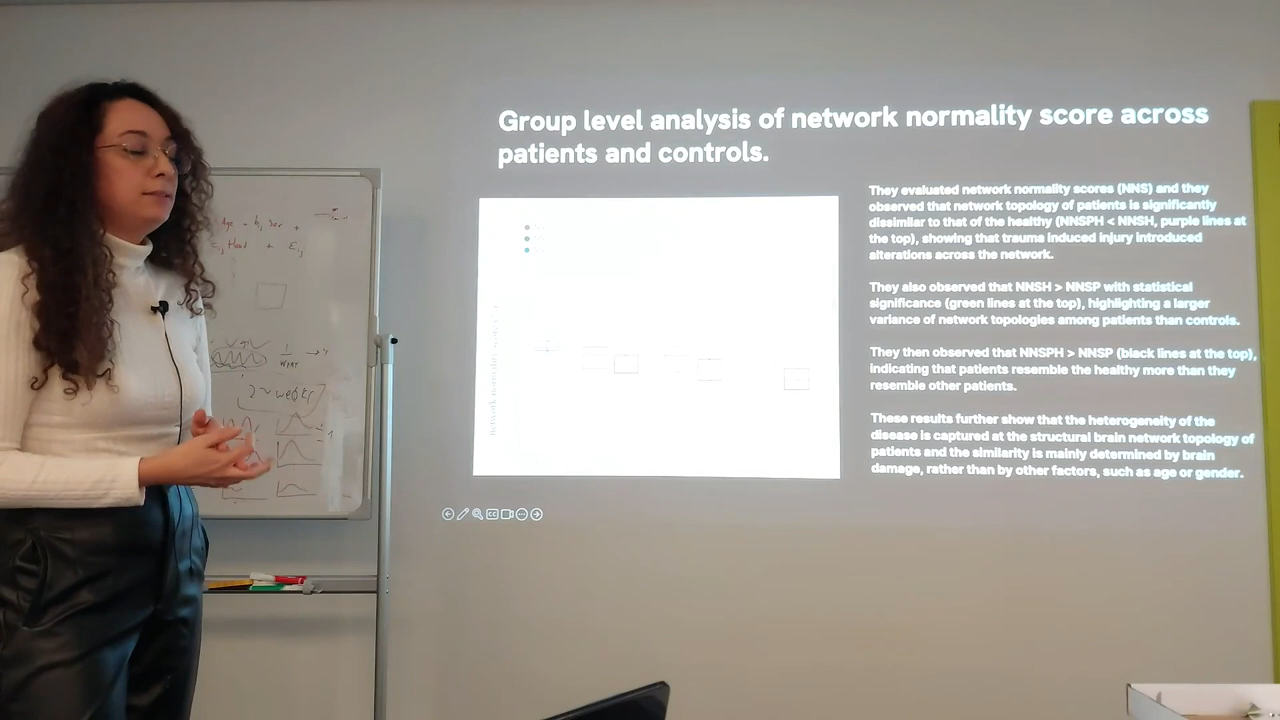 Group level analysis of network normality score across
patients and controls.
They evaluated network normality scores (NNS) and they
observed that network topology of patients is significantly
dissimilar to that of the healthy (NNSPH < NNSH, purple lines at
the top), showing that trauma induced injury introduced
alterations across the network.
They also observed that NNSH > NNSP with statistical
significance (green lines at the top), highlighting a larger
variance of network topologies among patients than controls.
They then observed that NNSPH > NNSP (black lines at the top),
indicating that patients resemble the healthy more than they
resemble other patients.
These results further show that the heterogeneity of the
disease is captured at the structural brain network topology of
patients and the similarity is mainly determined by brain
damage, rather than by other factors, such as age or gender.
network normality score
CC